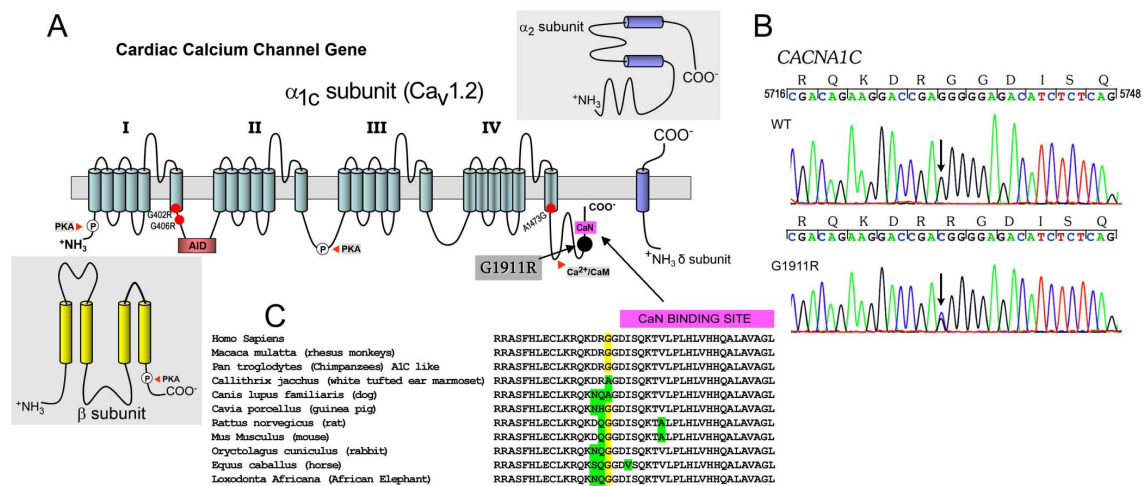 A
Cardiac Calcium Channel Gene
α1c subunit (Cav1.2)
I
II
III
IV
α2 subunit
COO-
+NH3
COO-
PKA
P
+NH3
G402R
G406R
AID
P
PKA
A1473G
COO-
CaN
G1911R
Ca2+/CaM
+NH3 δ subunit
P
PKA
COO-
+NH3
β subunit
B
CACNA1C
R Q K D R G G D I S Q
5716 CGACAGAAGGACCGAGGGGGAGACATCTCTCAG 5748
WT
R Q K D R R G D I S Q
CGACAGAAGGACCGACGGGGAGACATCTCTCAG
G1911R
C
CaN BINDING SITE
Homo Sapiens RRASFHLECLKRQKDRGGDISQKTVLPLHLVHHQALAVAGL
Macaca mulatta (rhesus monkeys) RRASFHLECLKRQKDRGGDISQKTVLPLHLVHHQALAVAGL
Pan troglodytes (Chimpanzees) A1C like RRASFHLECLKRQKDRGGDISQKTVLPLHLVHHQALAVAGL
Callithrix jacchus (white tufted ear marmoset) RRASFHLECLKRQKDRAGDISQKTVLPLHLVHHQALAVAGL
Canis lupus familiaris (dog) RRASFHLECLKRQKNQAGDISQKTVLPLHLVHHQALAVAGL
Cavia porcellus (guinea pig) RRASFHLECLKRQKNHGGDISQKTVLPLHLVHHQALAVAGL
Rattus norvegicus (rat) RRASFHLECLKRQKDQGGDISQKTALPLHLVHHQALAVAGL
Mus Musculus (mouse) RRASFHLECLKRQKDQGGDISQKTALPLHLVHHQALAVAGL
Oryctolagus cuniculus (rabbit) RRASFHLECLKRQKNQGGDISQKTVLPLHLVHHQALAVAGL
Equus caballus (horse) RRASFHLECLKRQKSQGGDVSQKTVLPLHLVHHQALAVAGL
Loxodonta Africana (African Elephant) RRASFHLECLKRQKNQGGDISQKTVLPLHLVHHQALAVAGL